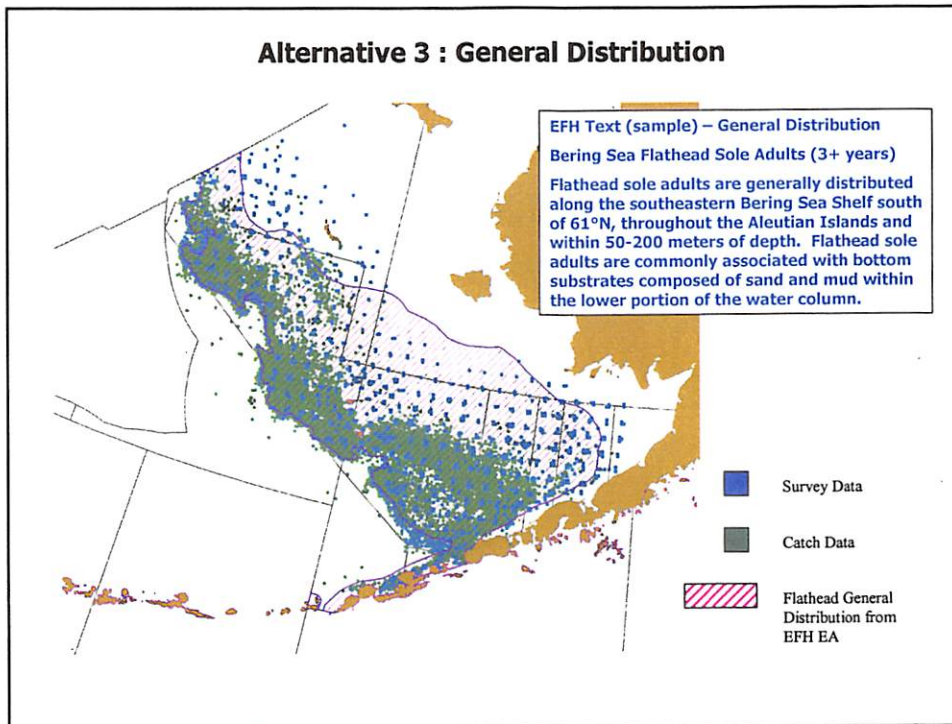 Alternative 3 : General Distribution
EFH Text (sample) – General Distribution
Bering Sea Flathead Sole Adults (3+ years)
Flathead sole adults are generally distributed
along the southeastern Bering Sea Shelf south
of 61°N, throughout the Aleutian Islands and
within 50-200 meters of depth. Flathead sole
adults are commonly associated with bottom
substrates composed of sand and mud within
the lower portion of the water column.
Survey Data
Catch Data
Flathead General
Distribution from
EFH EA